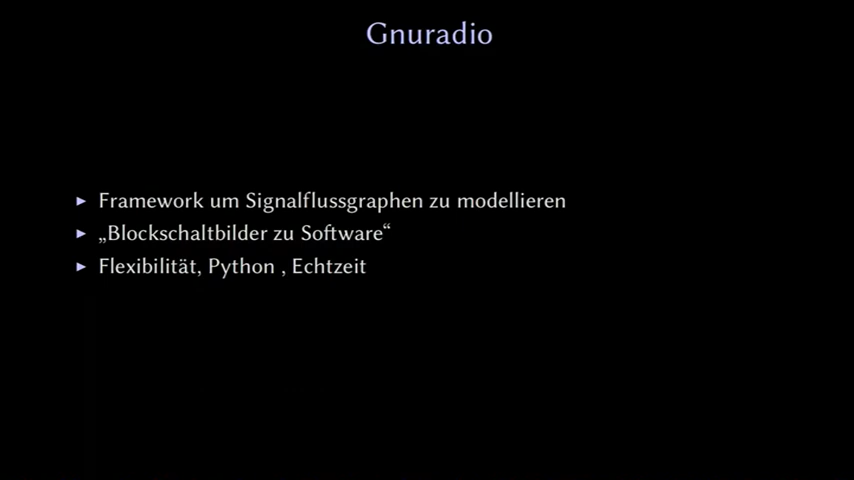 Gnuradio
▶ Framework um Signalflussgraphen zu modellieren
▶ „Blockschaltbilder zu Software“
▶ Flexibilität, Python , Echtzeit